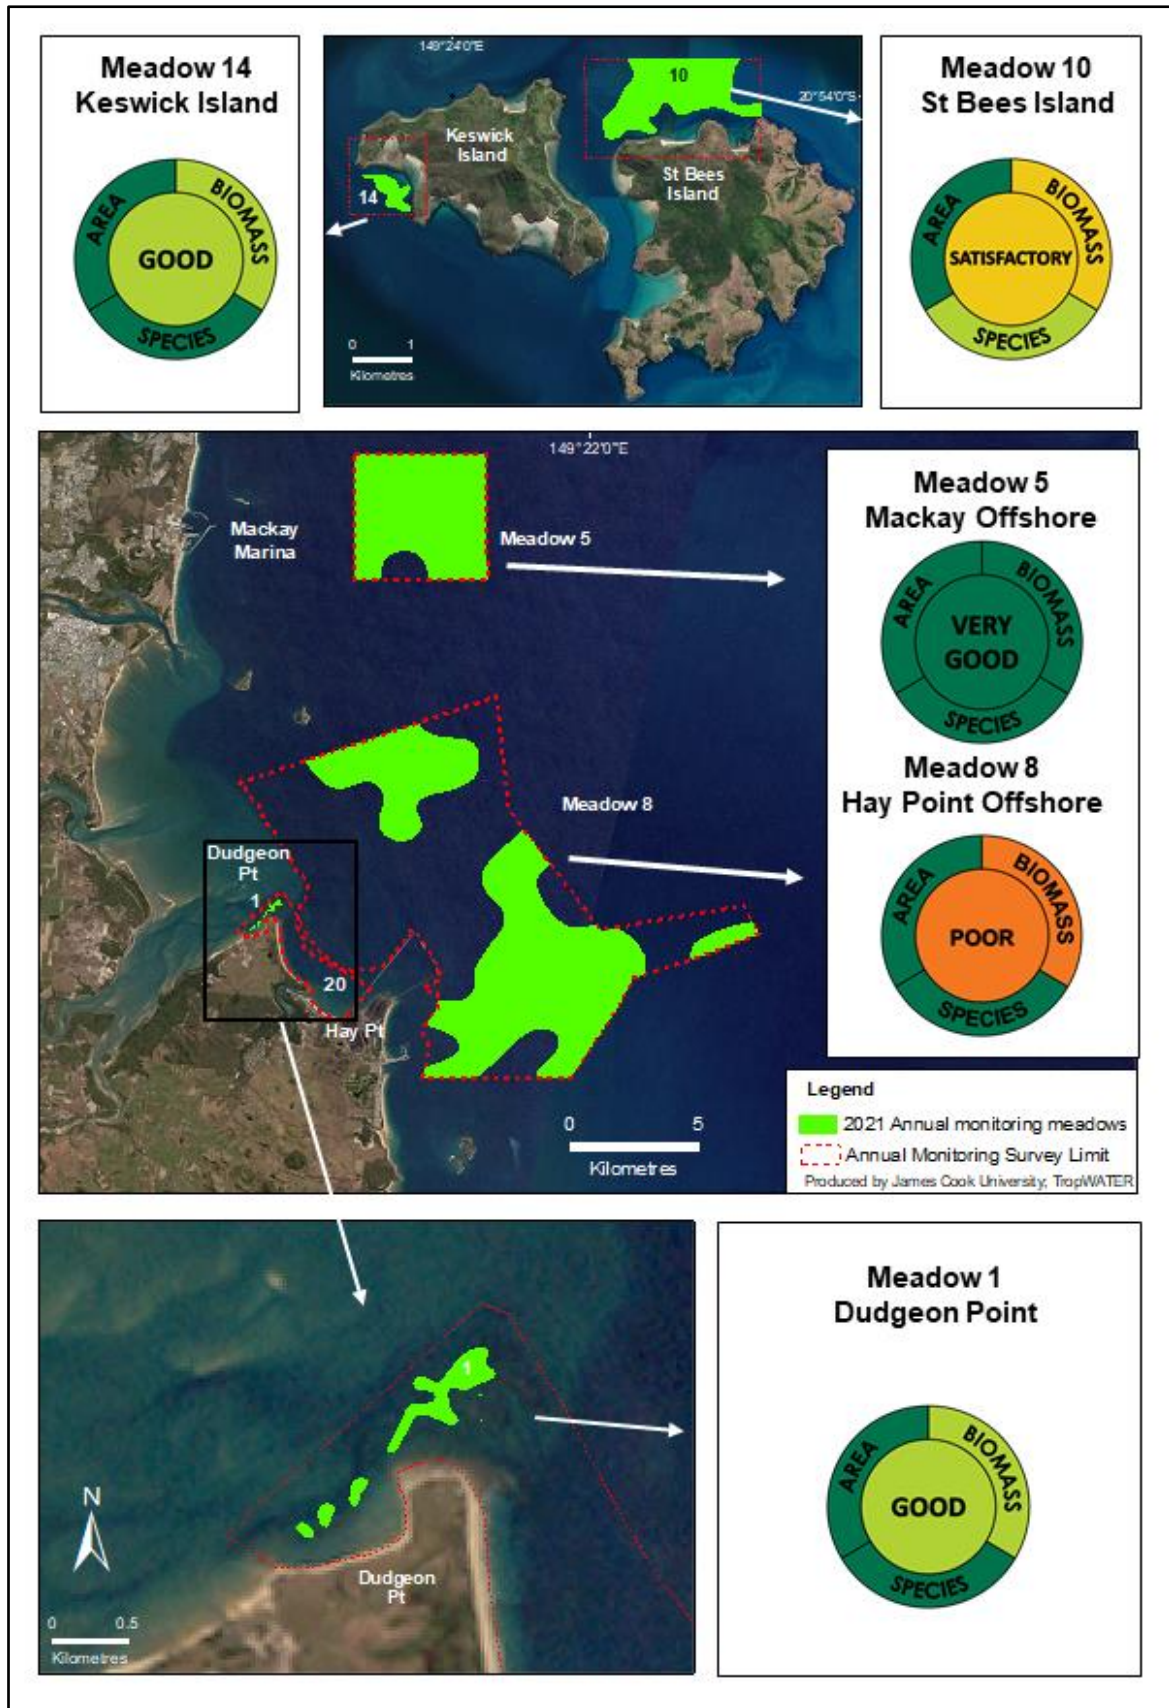 Meadow 14
Keswick Island
AREA
BIOMASS
GOOD
SPECIES
149°24'0"E
10
20°54'0"S
Keswick
Island
St Bees
Island
14
0 1
Kilometres
Meadow 10
St Bees Island
AREA
BIOMASS
SATISFACTORY
SPECIES
149°22'0"E
Mackay
Marina
Meadow 5
Meadow 8
Dudgeon
Pt
1
20
Hay Pt
0 5
Kilometres
Meadow 5
Mackay Offshore
AREA
BIOMASS
VERY
GOOD
SPECIES
Meadow 8
Hay Point Offshore
AREA
BIOMASS
POOR
SPECIES
Legend
2021 Annual monitoring meadows
Annual Monitoring Survey Limit
Produced by James Cook University, TropWATER
1
N
Dudgeon
Pt
0 0.5
Kilometres
Meadow 1
Dudgeon Point
AREA
BIOMASS
GOOD
SPECIES